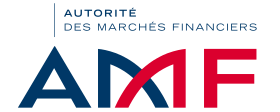 AUTORITÉ
DES MARCHÉS FINANCIERS
AMF